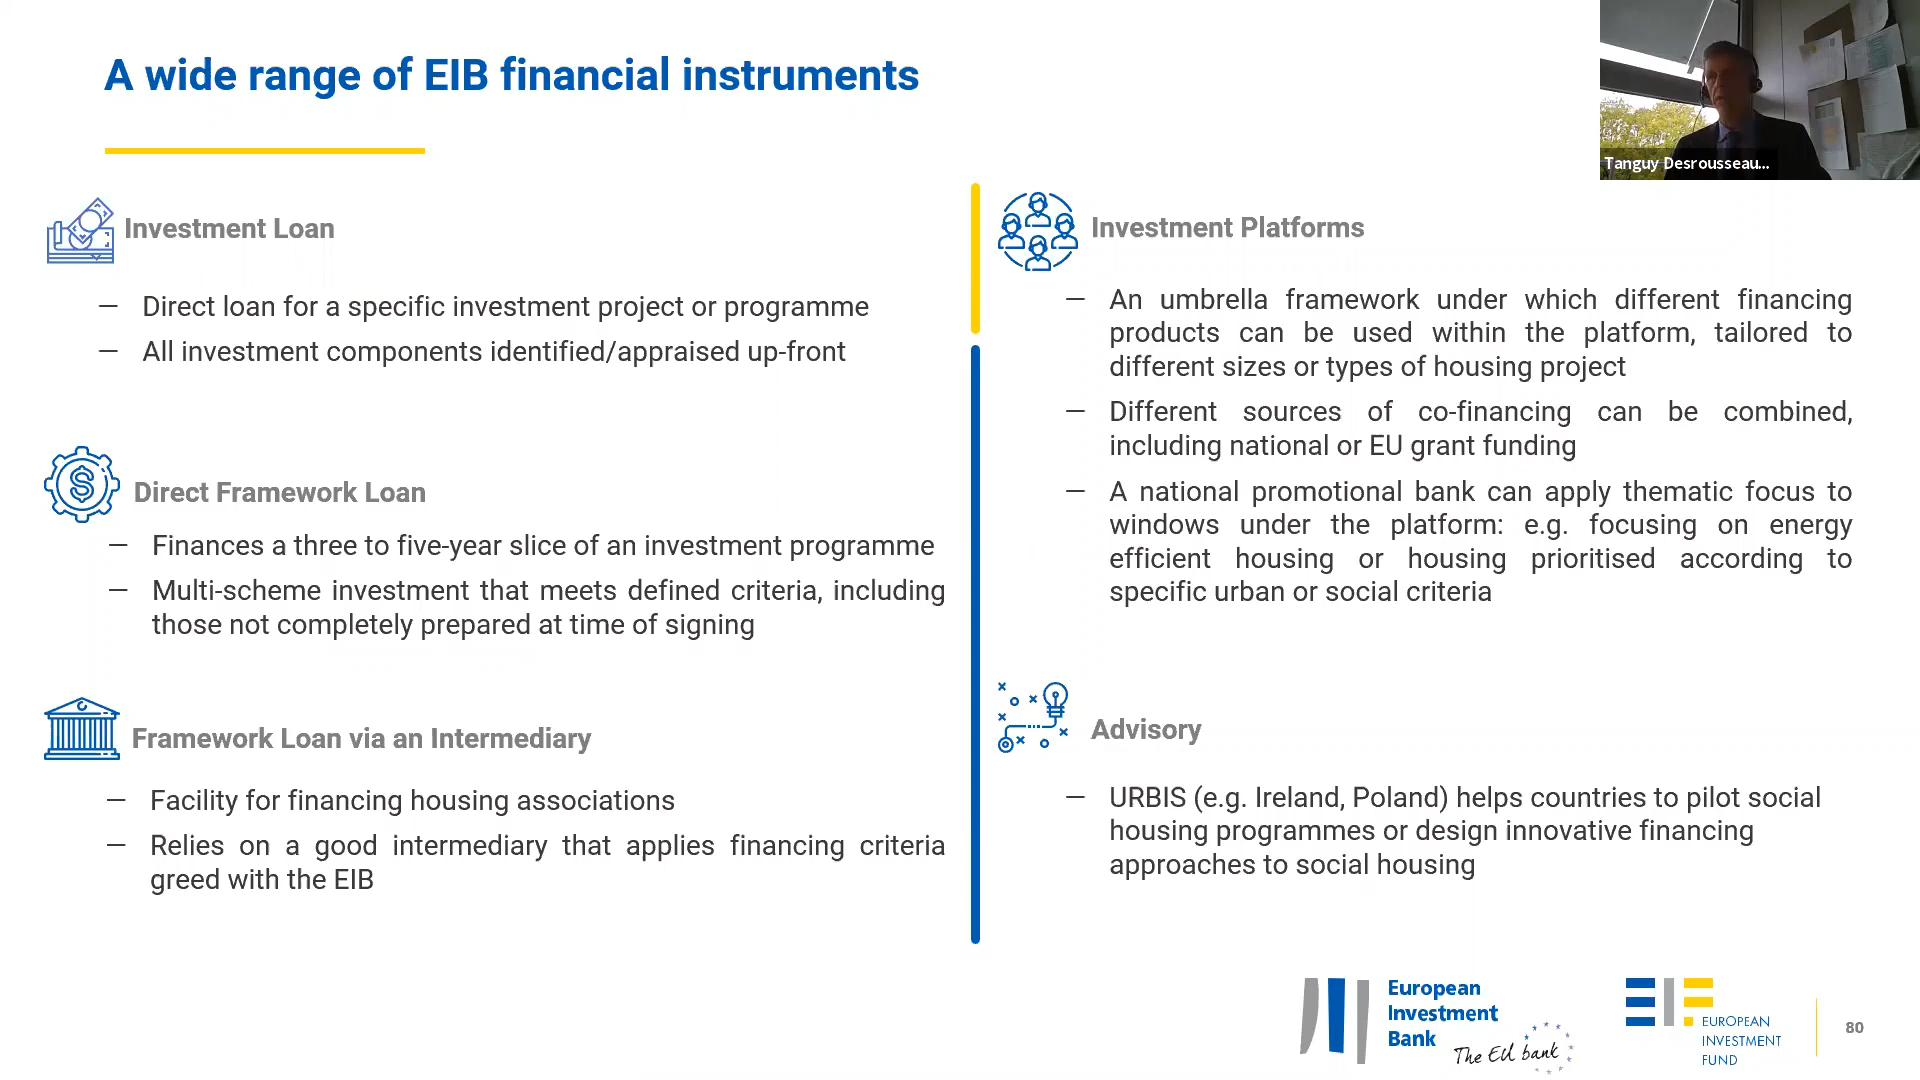 A wide range of EIB financial instruments
Tanguy Desrousseau...
Investment Loan
— Direct loan for a specific investment project or programme
— All investment components identified/appraised up-front
Direct Framework Loan
— Finances a three to five-year slice of an investment programme
— Multi-scheme investment that meets defined criteria, including
those not completely prepared at time of signing
Framework Loan via an Intermediary
— Facility for financing housing associations
— Relies on a good intermediary that applies financing criteria
greed with the EIB
Investment Platforms
— An umbrella framework under which different financing
products can be used within the platform, tailored to
different sizes or types of housing project
— Different sources of co-financing can be combined,
including national or EU grant funding
— A national promotional bank can apply thematic focus to
windows under the platform: e.g. focusing on energy
efficient housing or housing prioritised according to
specific urban or social criteria
Advisory
— URBIS (e.g. Ireland, Poland) helps countries to pilot social
housing programmes or design innovative financing
approaches to social housing
European
Investment
Bank
The EU bank
EIF
EUROPEAN
INVESTMENT
FUND
80